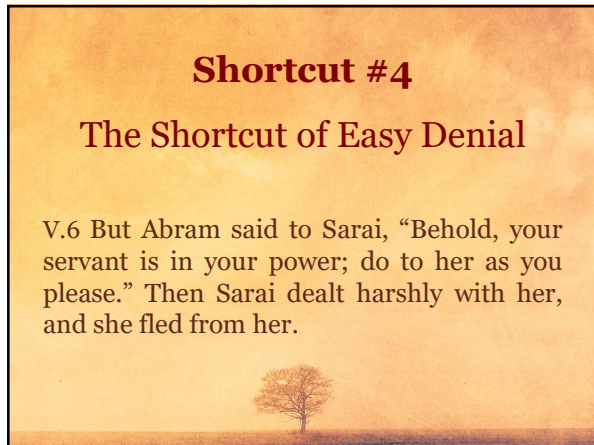 Shortcut #4
The Shortcut of Easy Denial
V.6 But Abram said to Sarai, “Behold, your
servant is in your power; do to her as you
please.” Then Sarai dealt harshly with her,
and she fled from her.